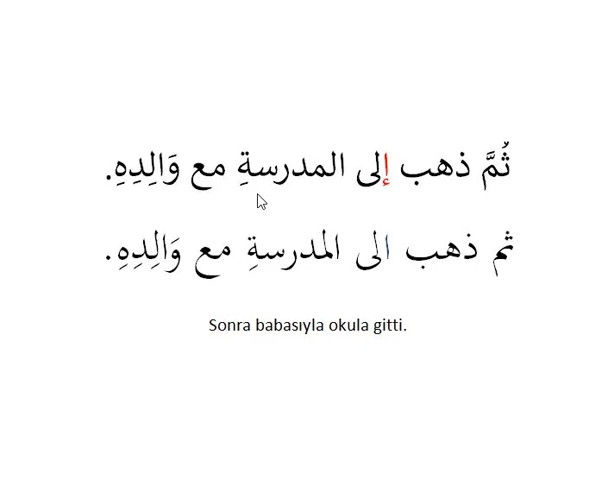 ثُمَّ ذهب إلى المدرسةِ مع وَالِدِهِ.
ثم ذهب الى المدرسةِ مع وَالِدِهِ.
Sonra babasıyla okula gitti.